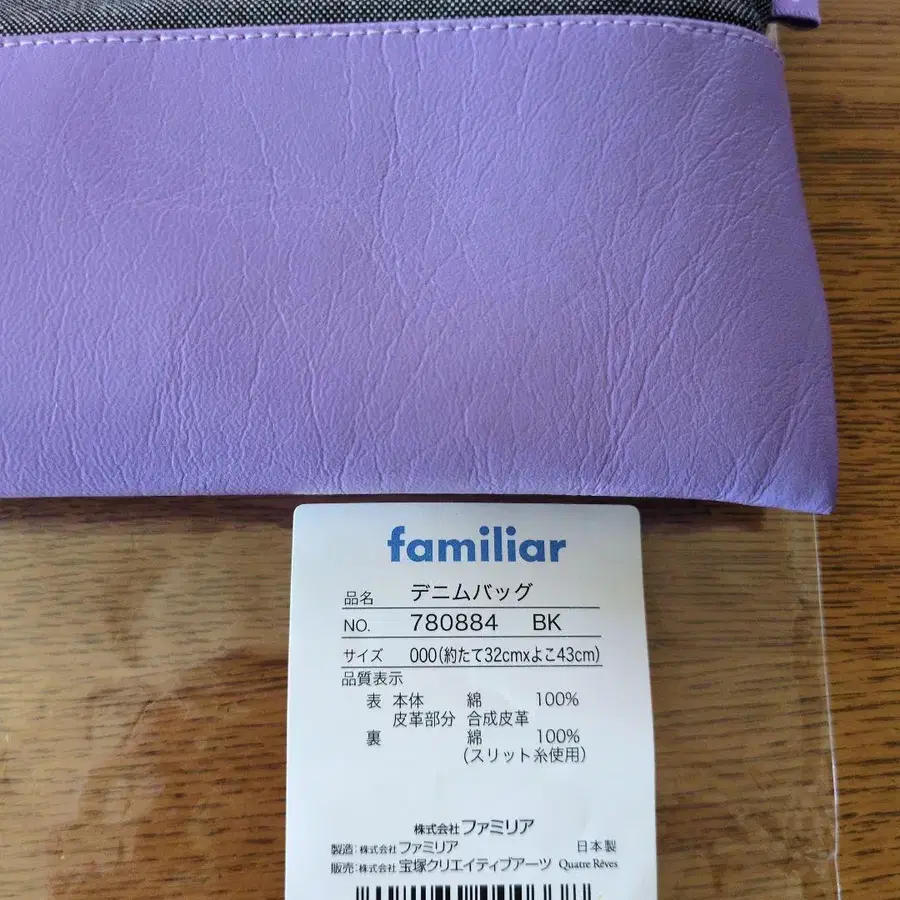 familiar
品名 デニムバッグ
NO. 780884 BK
サイズ 000(約たて32cmxよこ43cm)
品質表示
表 本体 綿 100%
皮革部分 合成皮革
裏 綿 100%
(スリット糸使用)
株式会社ファミリア
製造:株式会社ファミリア 日本製
販売:株式会社宝塚クリエイティブアーツ Quatre Rêves